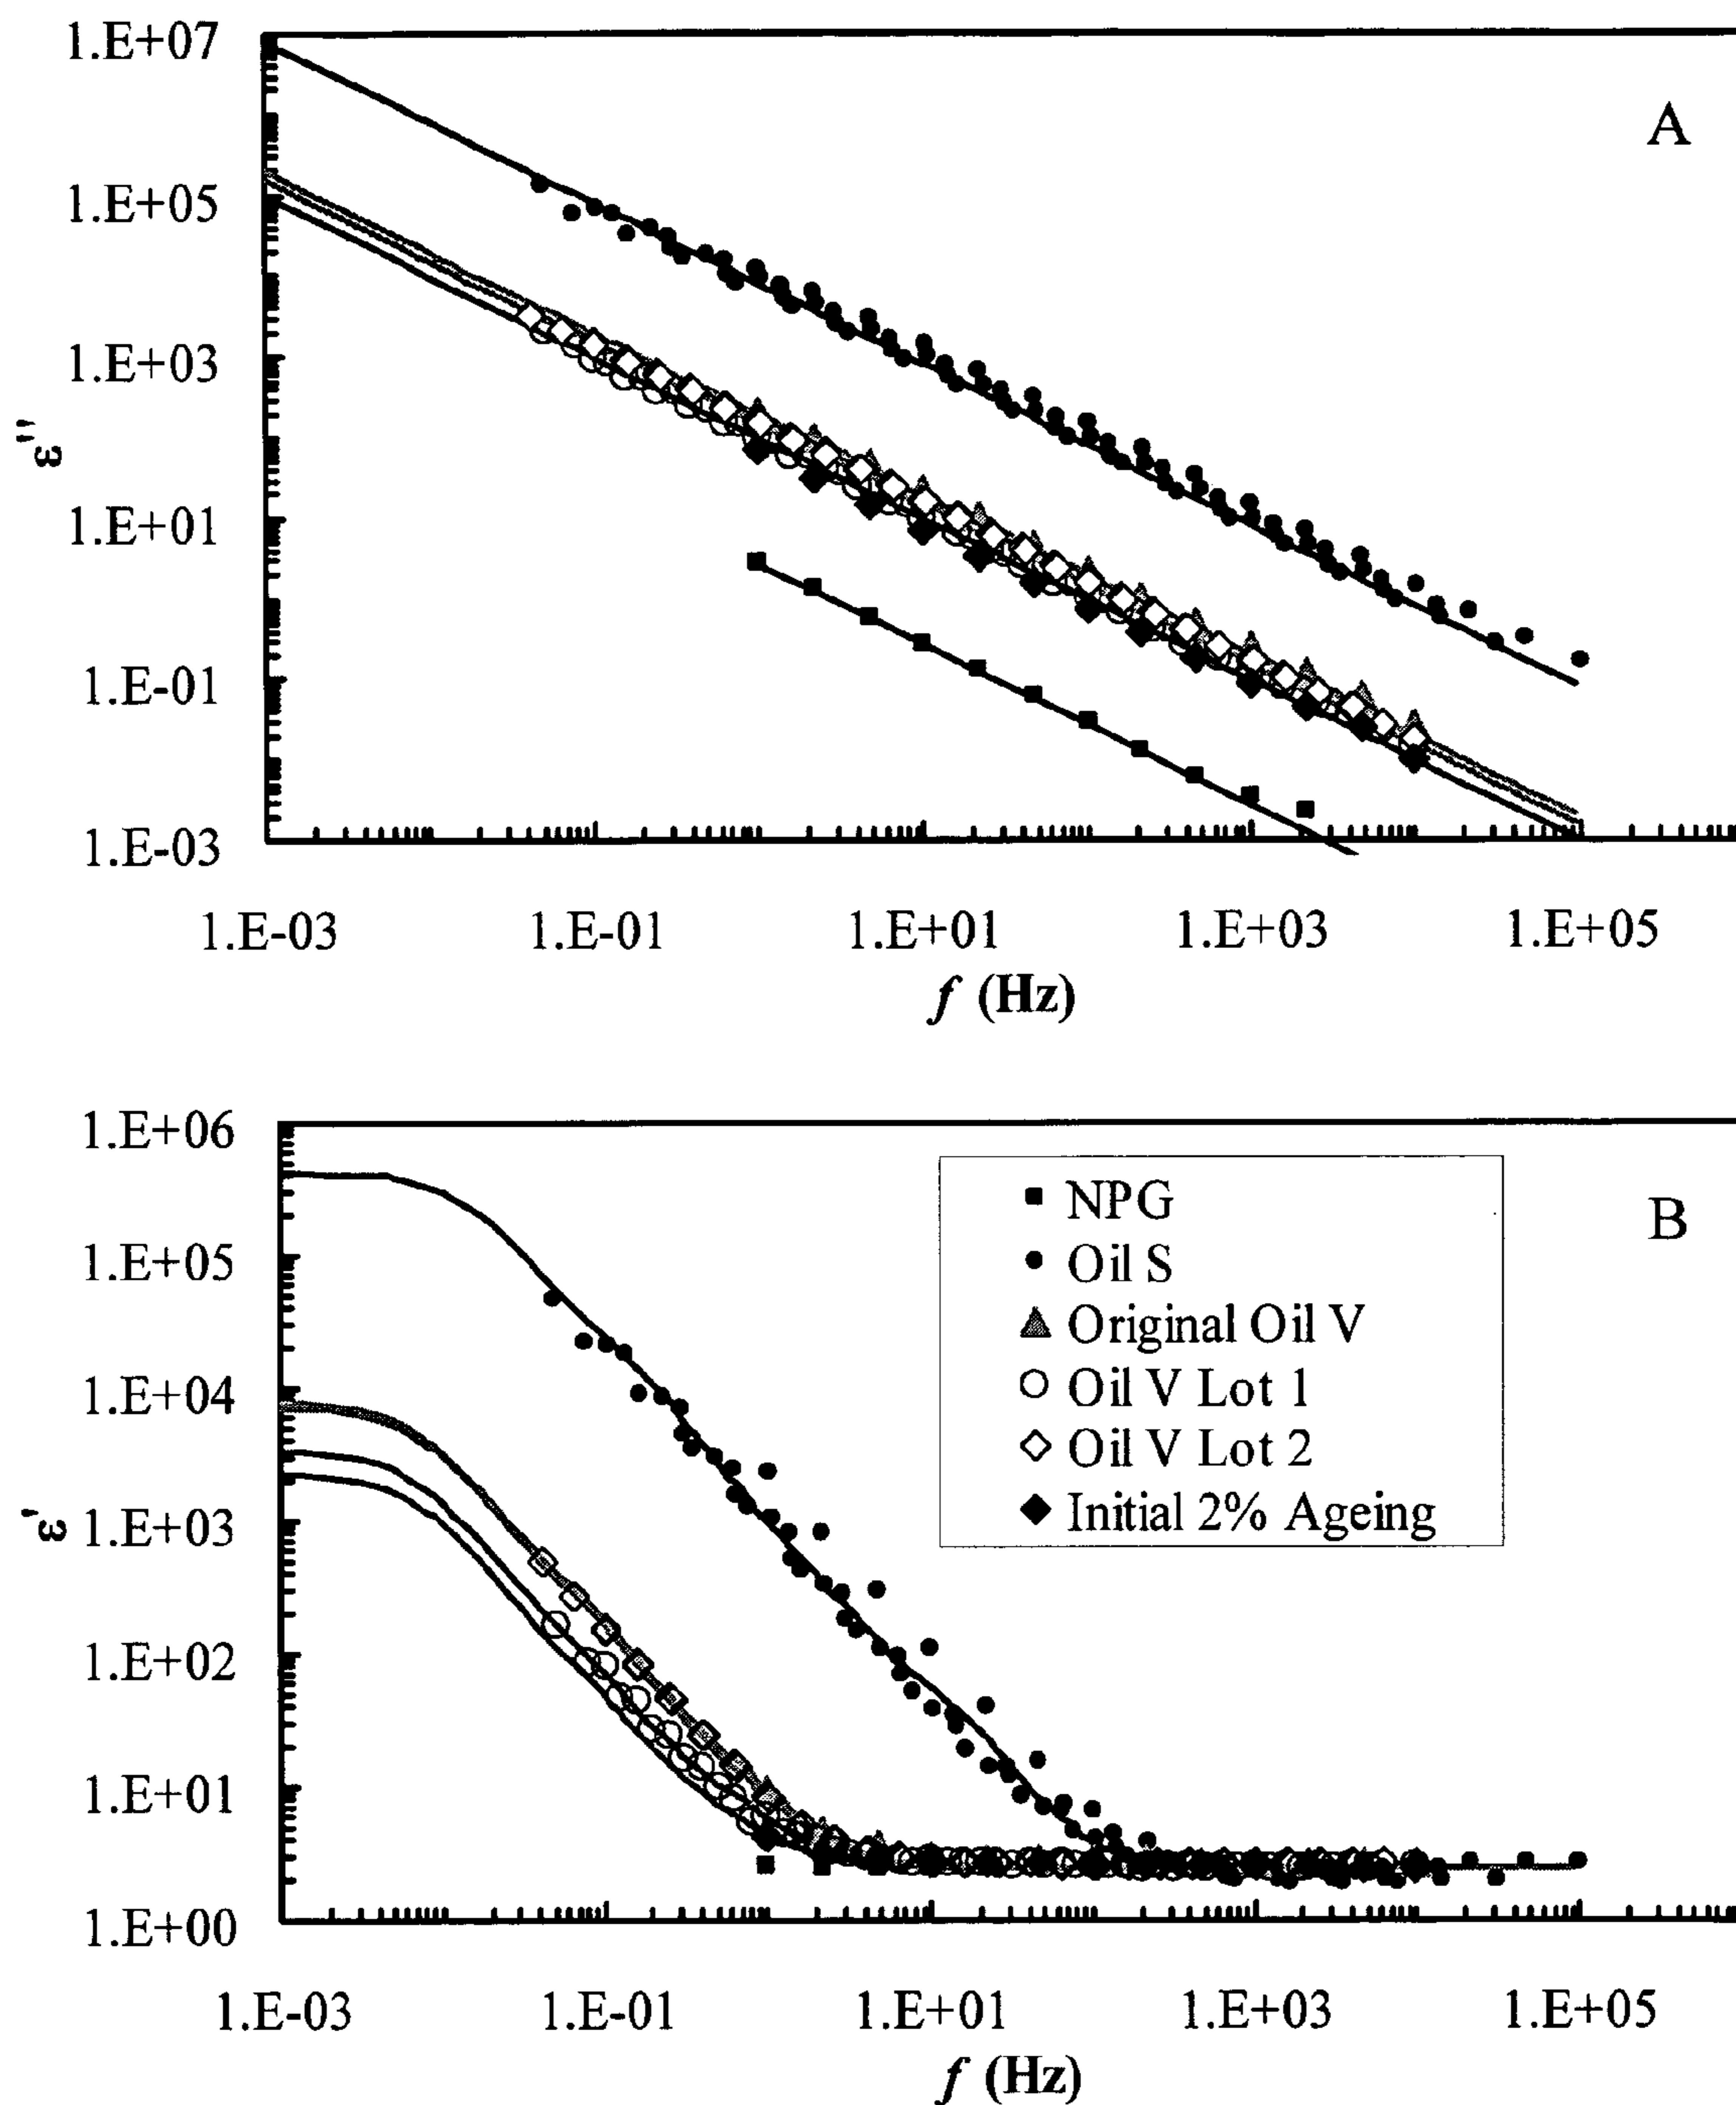 1.E+07
A
1.E+05
1.E+03
ε''
1.E+01
1.E-01
1.E-03
1.E-03 1.E-01 1.E+01 1.E+03 1.E+05
f (Hz)
1.E+06
B
NPG
Oil S
Original Oil V
Oil V Lot 1
Oil V Lot 2
Initial 2% Ageing
1.E+05
1.E+04
ε'
1.E+03
1.E+02
1.E+01
1.E+00
1.E-03 1.E-01 1.E+01 1.E+03 1.E+05
f (Hz)